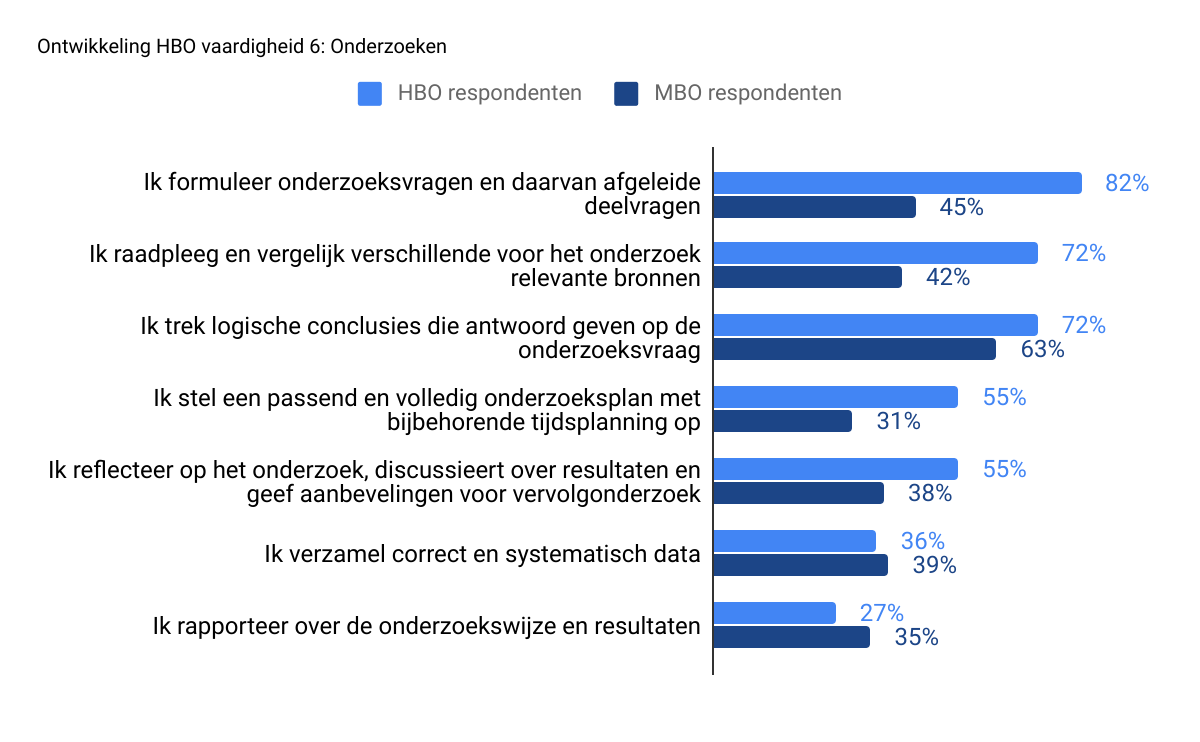 Ontwikkeling HBO vaardigheid 6: Onderzoeken
HBO respondenten MBO respondenten
Ik formuleer onderzoeksvragen en daarvan afgeleide
deelvragen
82%
45%
Ik raadpleeg en vergelijk verschillende voor het onderzoek
relevante bronnen
72%
42%
Ik trek logische conclusies die antwoord geven op de
onderzoeksvraag
72%
63%
Ik stel een passend en volledig onderzoeksplan met
bijbehorende tijdsplanning op
55%
31%
Ik reflecteer op het onderzoek, discussieert over resultaten en
geef aanbevelingen voor vervolgonderzoek
55%
38%
Ik verzamel correct en systematisch data
36%
39%
Ik rapporteer over de onderzoekswijze en resultaten
27%
35%